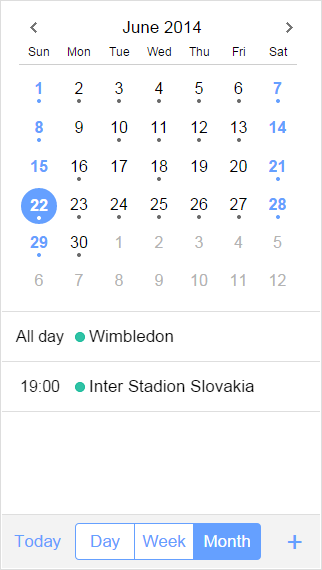 June 2014
Sun Mon Tue Wed Thu Fri Sat
1 2 3 4 5 6 7
8 9 10 11 12 13 14
15 16 17 18 19 20 21
22 23 24 25 26 27 28
29 30 1 2 3 4 5
6 7 8 9 10 11 12
All day Wimbledon
19:00 Inter Stadion Slovakia
Today Day Week Month +